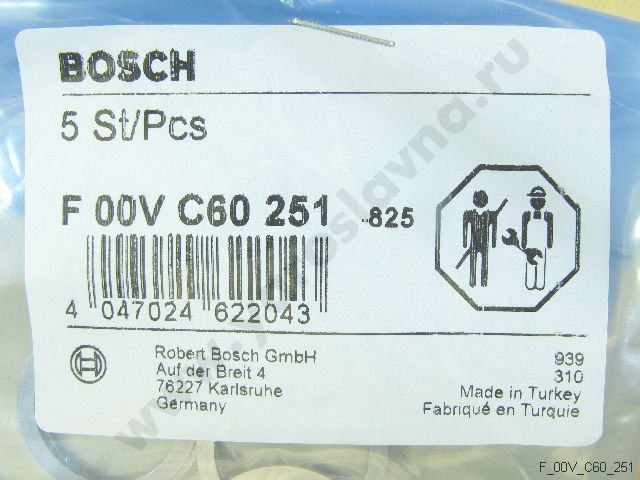 BOSCH
5 St/Pcs
F 00V C60 251 -825
4 047024 622043
Robert Bosch GmbH
Auf der Breit 4
76227 Karlsruhe
Germany
939
310
Made in Turkey
Fabriqué en Turquie
F_00V_C60_251